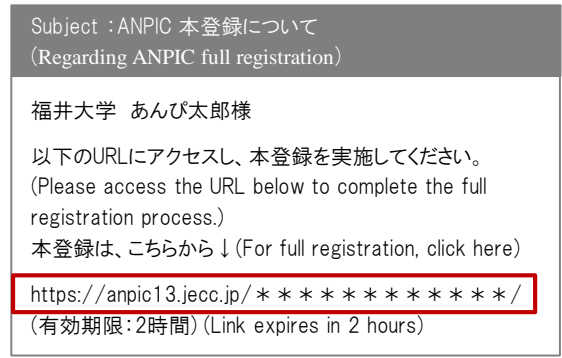 Subject：ANPIC 本登録について
（Regarding ANPIC full registration）
福井大学　あんぴ太郎様
以下のURLにアクセスし、本登録を実施してください。
(Please access the URL below to complete the full
registration process.)
本登録は、こちらから↓(For full registration, click here)
https://anpic13.jecc.jp/＊＊＊＊＊＊＊＊＊＊＊＊/
(有効期限：2時間) (Link expires in 2 hours)